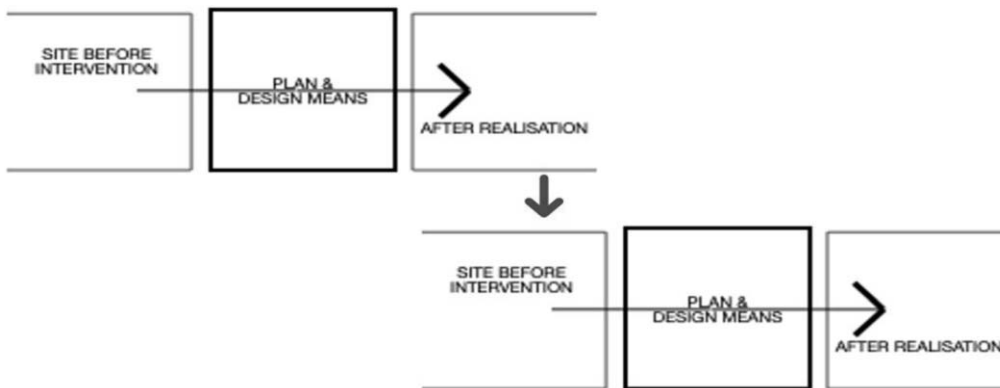 SITE BEFORE
INTERVENTION
PLAN &
DESIGN MEANS
AFTER REALISATION
SITE BEFORE
INTERVENTION
PLAN &
DESIGN MEANS
AFTER REALISATION